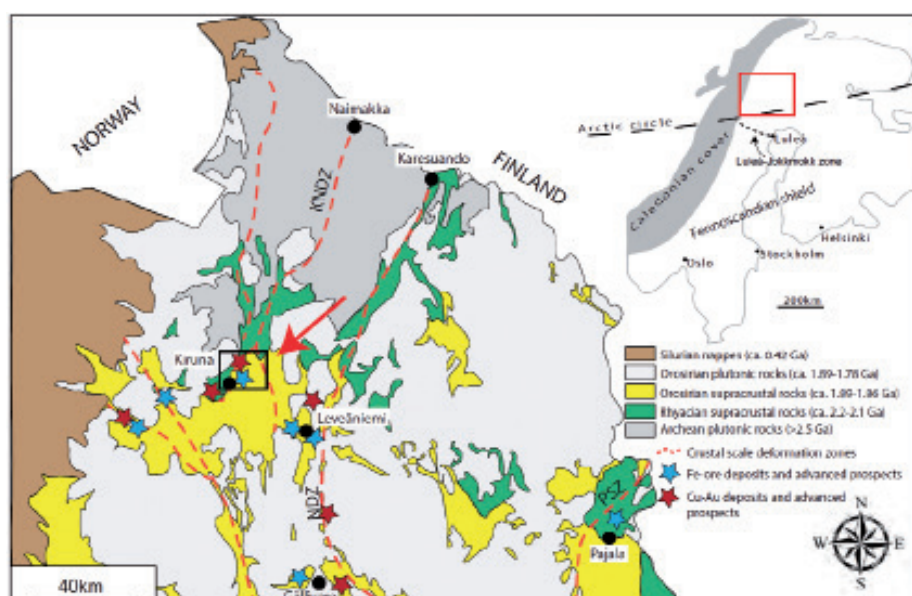 NORWAY
Naimakka
Karesuando
FINLAND
KNDZ
Kiruna
Leveäniemi
NDZ
PSZ
Pajala
40km
Arctic circle
Caledonian cover
Luleå
Luleå-Jokkmokk zone
Fennoscandian shield
Helsinki
Stockholm
Oslo
200km
Silurian nappes (ca. 0.42 Ga)
Orosirian plutonic rocks (ca. 1.89-1.78 Ga)
Orosirian supracrustal rocks (ca. 1.89-1.86 Ga)
Rhyacian supracrustal rocks (ca. 2.2-2.1 Ga)
Archean plutonic rocks (>2.5 Ga)
Crustal scale deformation zones
Fe-ore deposits and advanced prospects
Cu-Au deposits and advanced
prospects
N
W
E
S